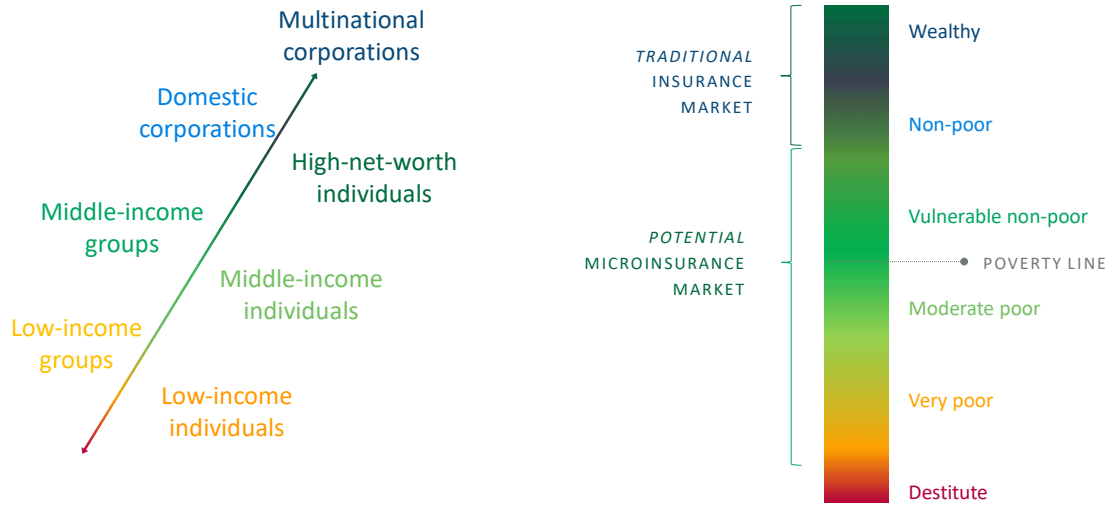 Multinational
corporations
Domestic
corporations
High-net-worth
individuals
Middle-income
groups
Middle-income
individuals
Low-income
groups
Low-income
individuals
TRADITIONAL
INSURANCE
MARKET
POTENTIAL
MICROINSURANCE
MARKET
Wealthy
Non-poor
Vulnerable non-poor
POVERTY LINE
Moderate poor
Very poor
Destitute